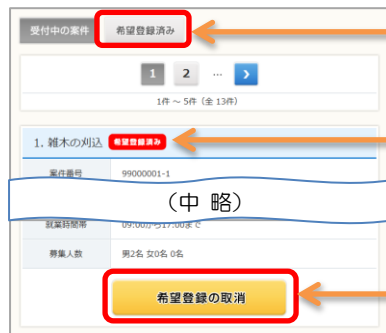 受付中の案件 希望登録済み
1 2 … >
1件 ～ 5件（全 13件）
1. 雑木の刈込 希望登録済み
案件番号 99000001-1
（中 略）
就業時間帯 09:00から17:00まで
募集人数 男2名 女0名 0名
希望登録の取消